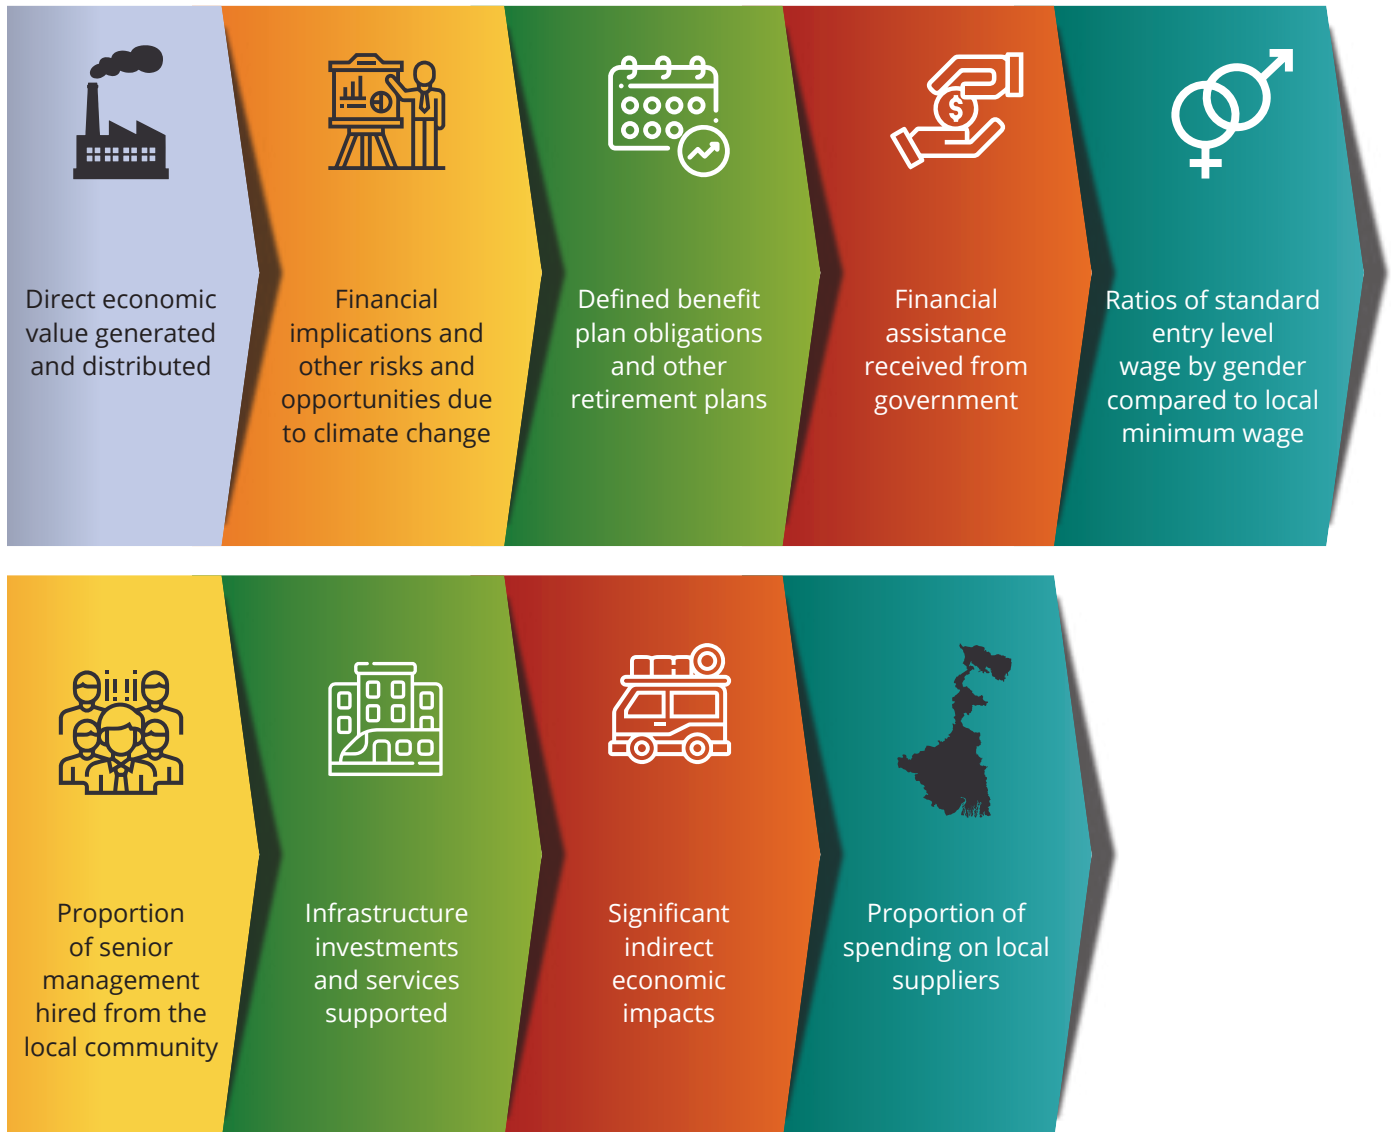 Direct economic
value generated
and distributed
Financial
implications and
other risks and
opportunities due
to climate change
Defined benefit
plan obligations
and other
retirement plans
Financial
assistance
received from
government
Ratios of standard
entry level
wage by gender
compared to local
minimum wage
Proportion
of senior
management
hired from the
local community
Infrastructure
investments
and services
supported
Significant
indirect
economic
impacts
Proportion of
spending on local
suppliers